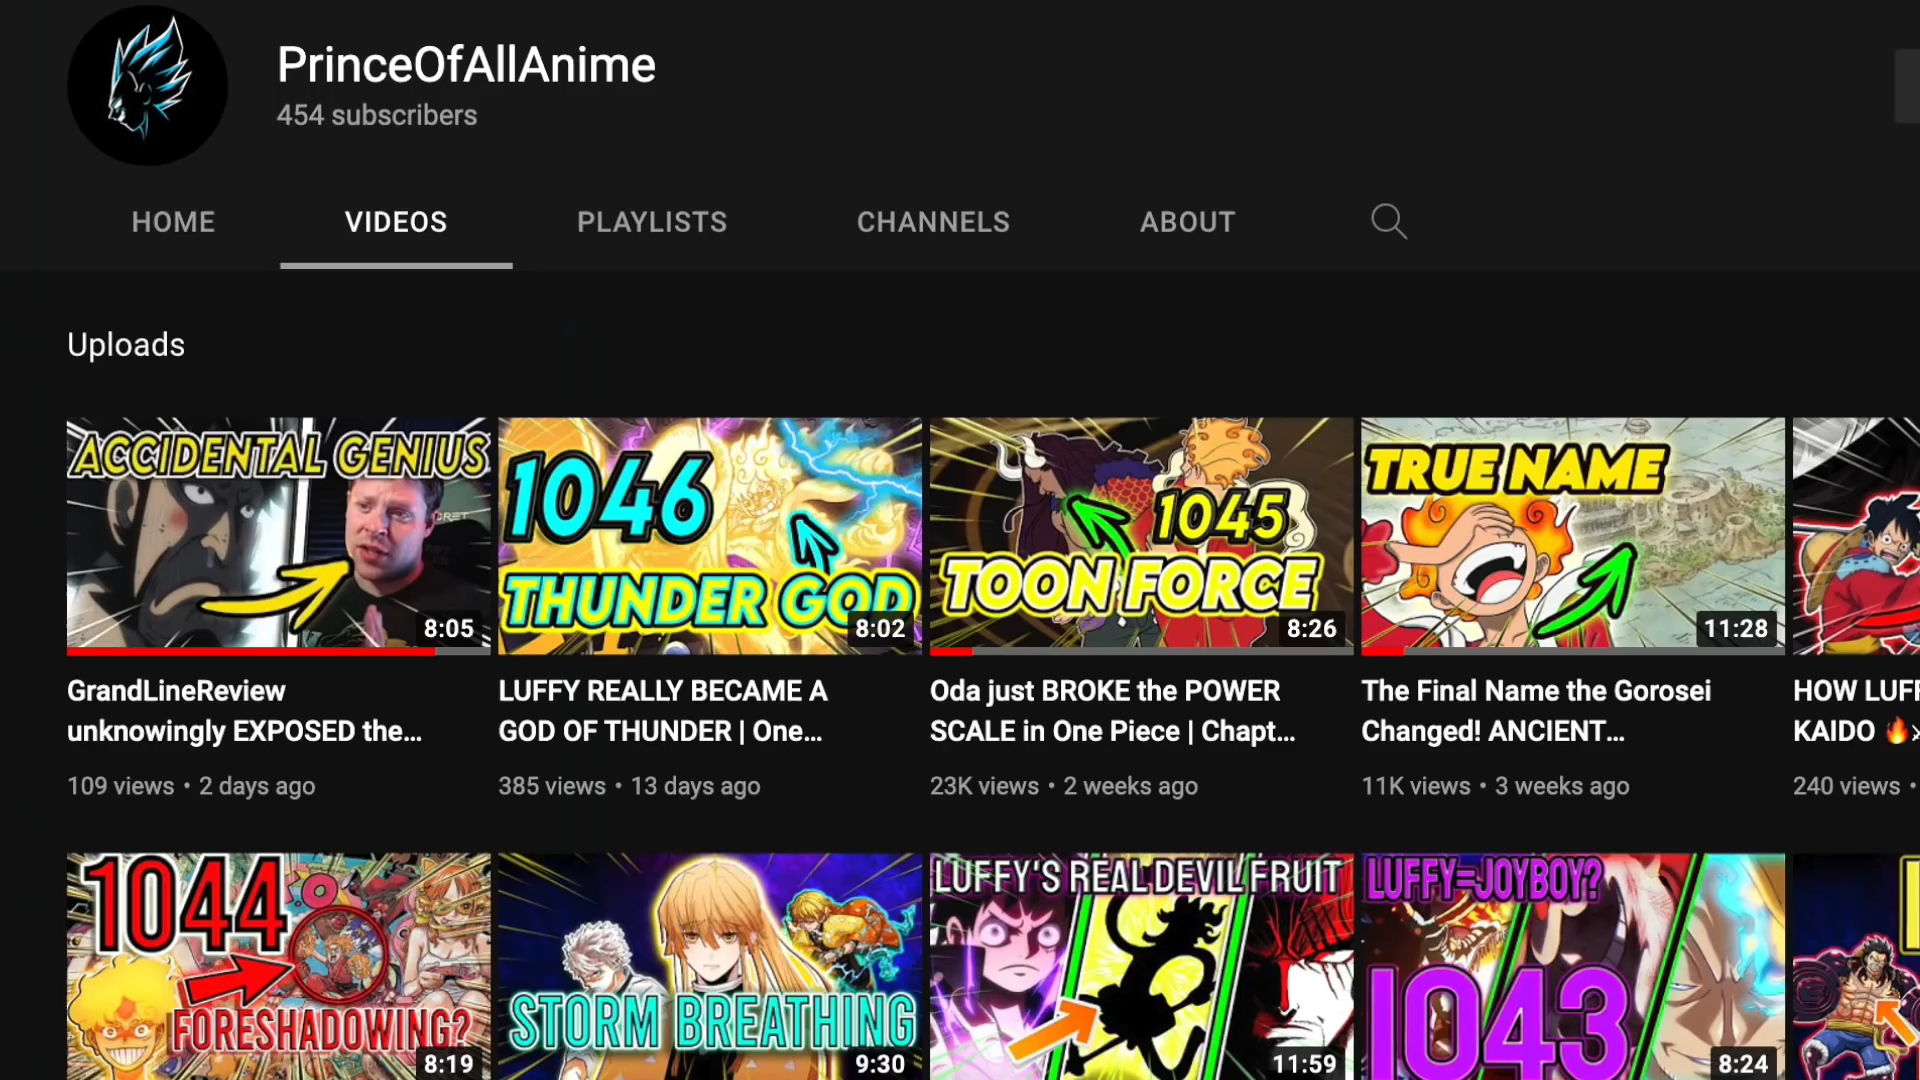 PrinceOfAllAnime
454 subscribers
HOME VIDEOS PLAYLISTS CHANNELS ABOUT
Uploads
ACCIDENTAL GENIUS
8:05
1046
THUNDER GOD
8:02
1045
TOON FORCE
8:26
TRUE NAME
11:28
GrandLineReview
unknowingly EXPOSED the...
109 views • 2 days ago
LUFFY REALLY BECAME A
GOD OF THUNDER | One...
385 views • 13 days ago
Oda just BROKE the POWER
SCALE in One Piece | Chapt...
23K views • 2 weeks ago
The Final Name the Gorosei
Changed! ANCIENT...
11K views • 3 weeks ago
HOW LUFF
KAIDO 🔥
240 views •
1044
FORESHADOWING?
8:19
STORM BREATHING
9:30
LUFFY'S REAL DEVIL FRUIT
11:59
LUFFY=JOYBOY?
1043
8:24